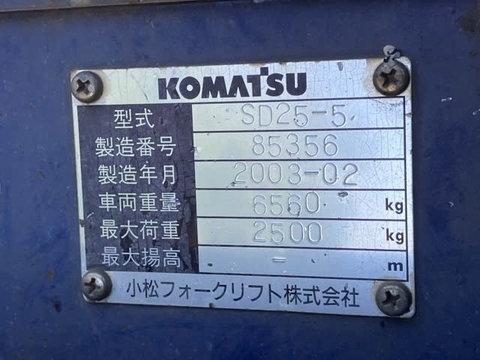 KOMATSU
型式 SD25-5
製造番号 85356
製造年月 2003-02
車両重量 6560 kg
最大荷重 2500 kg
最大揚高 - m
小松フォークリフト株式会社